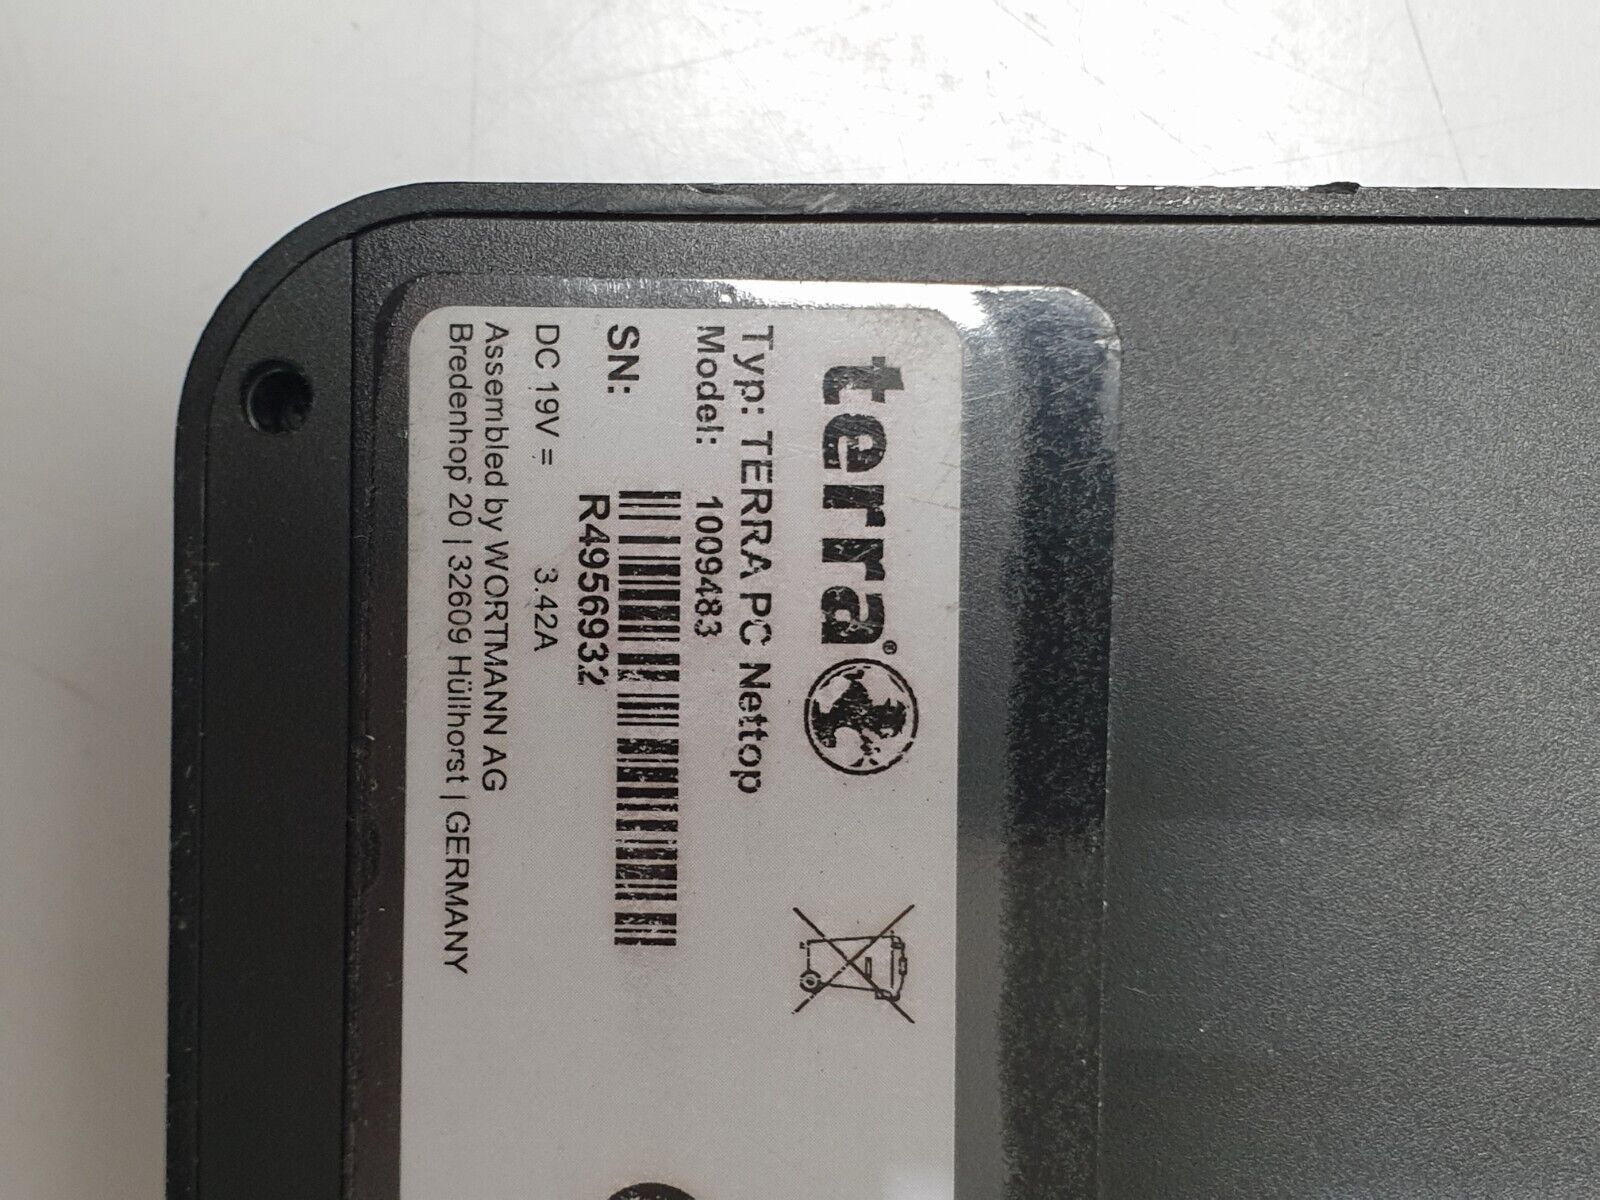 terra®
Typ: TERRA PC Nettop
Model: 1009483
SN:
R4956932
DC 19V = 3.42A
Assembled by WORTMANN AG
Bredenhop 20 | 32609 Hüllhorst | GERMANY